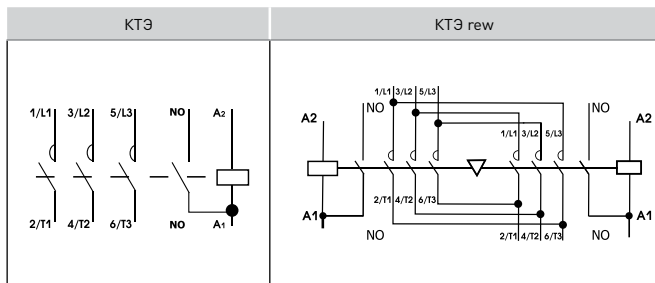 КТЭ
КТЭ rew
1/L1 3/L2 5/L3 NO A2
2/T1 4/T2 6/T3 NO A1
1/L1 3/L2 5/L3
NO NO
A2 A2
1/L1 3/L2 5/L3
2/T1 4/T2 6/T3
A1 A1
NO NO
2/T1 4/T2 6/T3